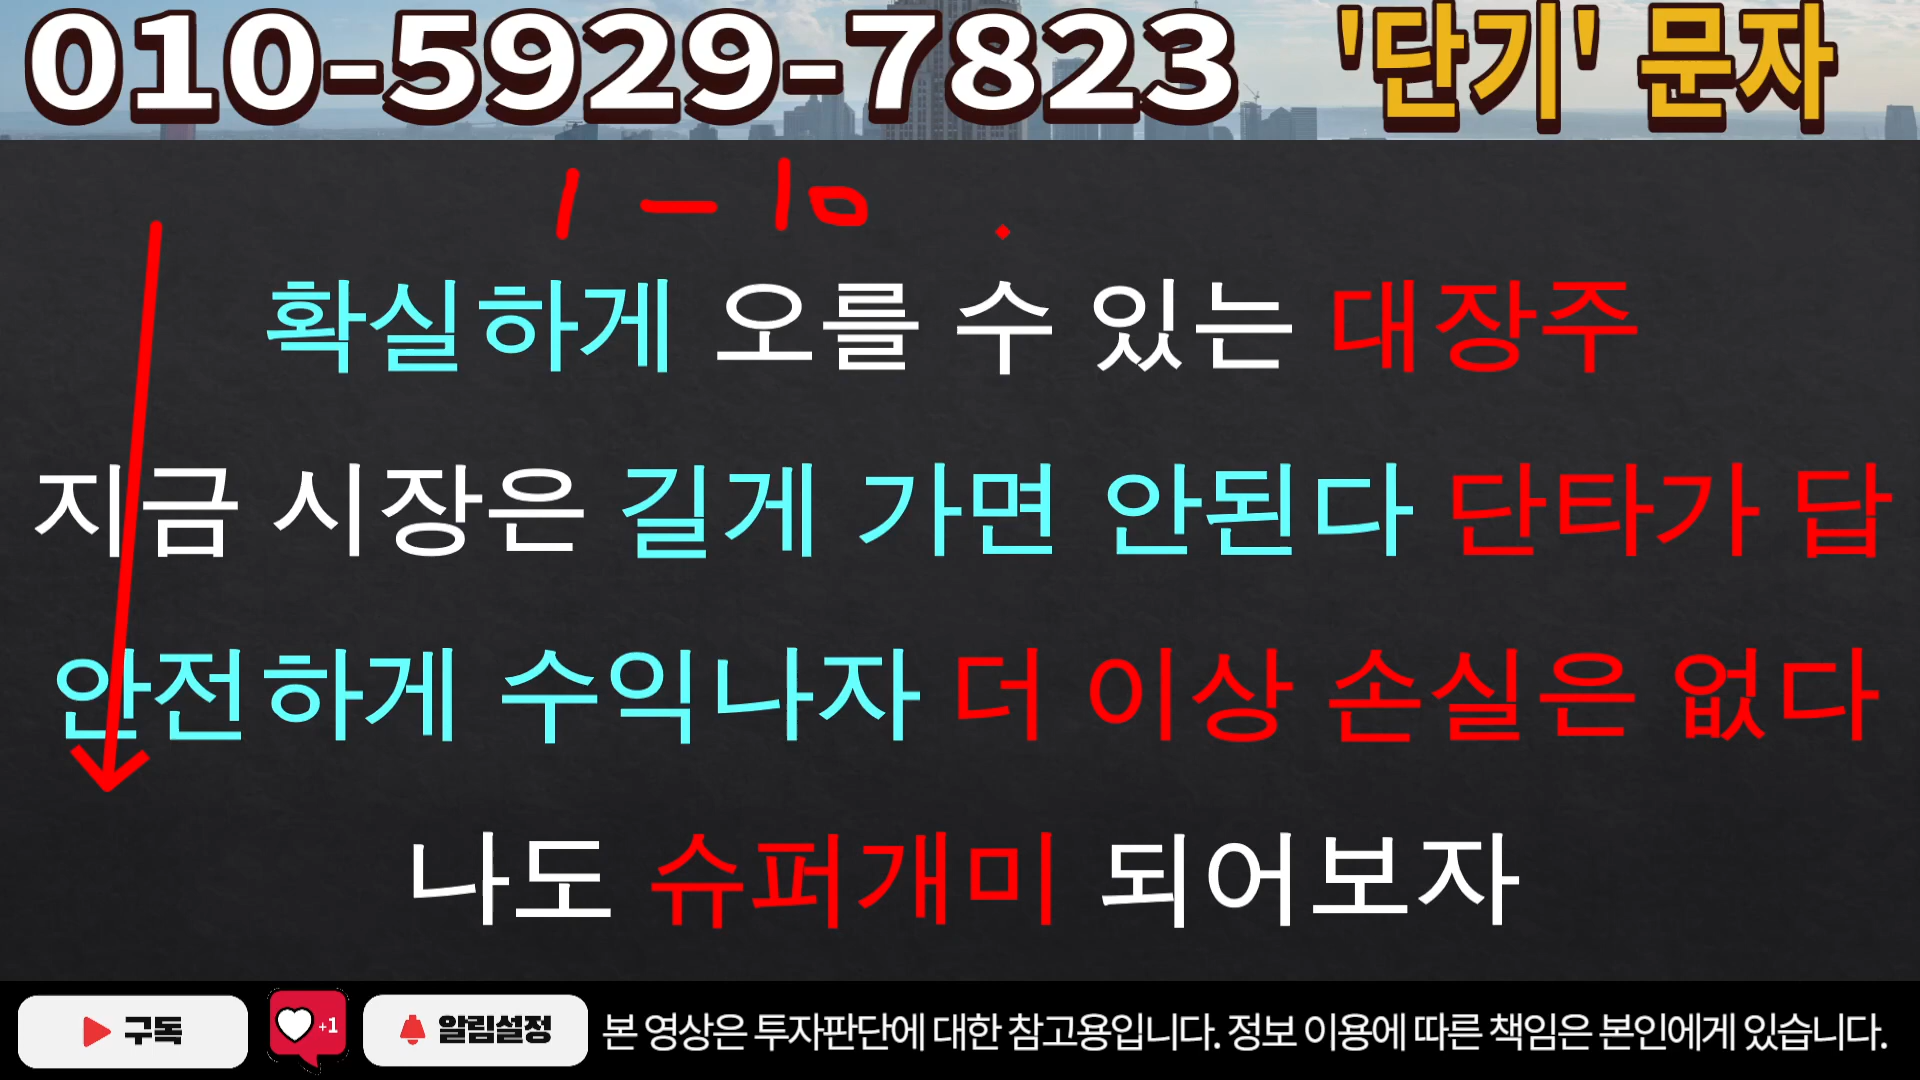 010-5929-7823 '단기' 문자
1 - 10
확실하게 오를 수 있는 대장주
지금 시장은 길게 가면 안된다 단타가 답
안전하게 수익나자 더 이상 손실은 없다
나도 슈퍼개미 되어보자
구독 +1 알림설정 본 영상은 투자판단에 대한 참고용입니다. 정보 이용에 따른 책임은 본인에게 있습니다.